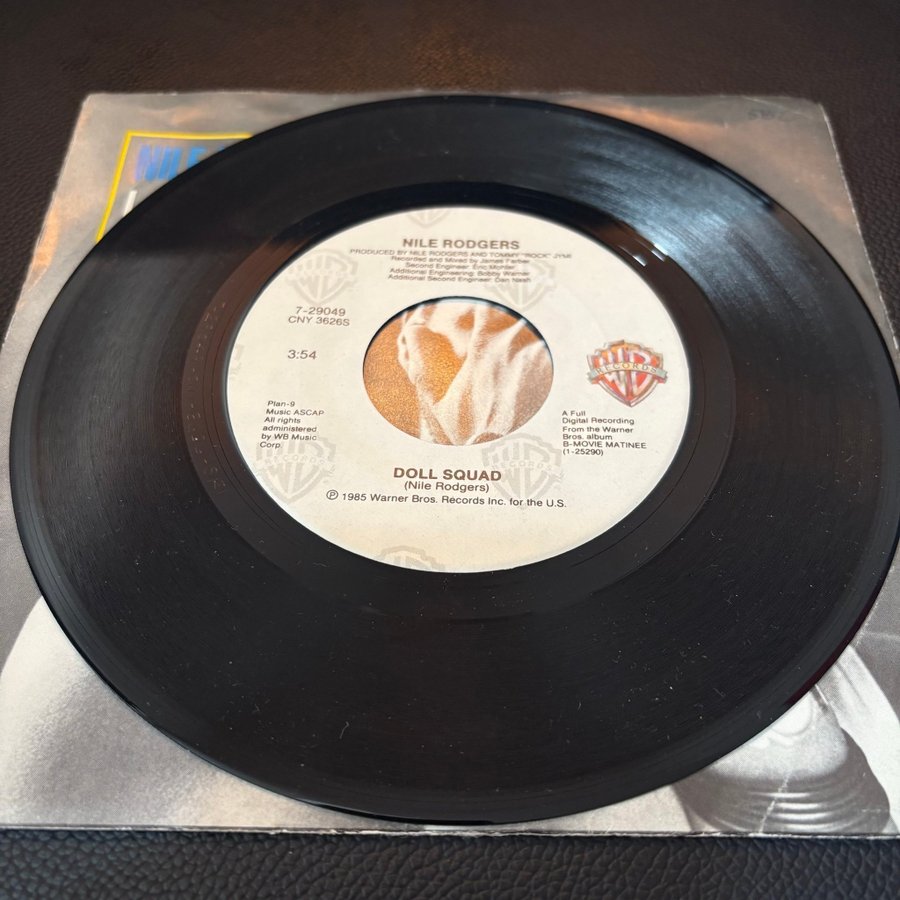 NILE
NILE RODGERS
PRODUCED BY NILE RODGERS AND TOMMY "ROCK" JYMI
Recorded and Mixed by James Farber
Second Engineer: Eric Mohler
Additional Engineering: Bobby Warner
Additional Second Engineer: Dan Nash
7-29049
CNY 3626S
3:54
WB
RECORDS
Plan-9
Music ASCAP
All rights
administered
by WB Music
Corp.
A Full
Digital Recording
From the Warner
Bros. album
B-MOVIE MATINEE
(1-25290)
DOLL SQUAD
(Nile Rodgers)
℗ 1985 Warner Bros. Records Inc. for the U.S.